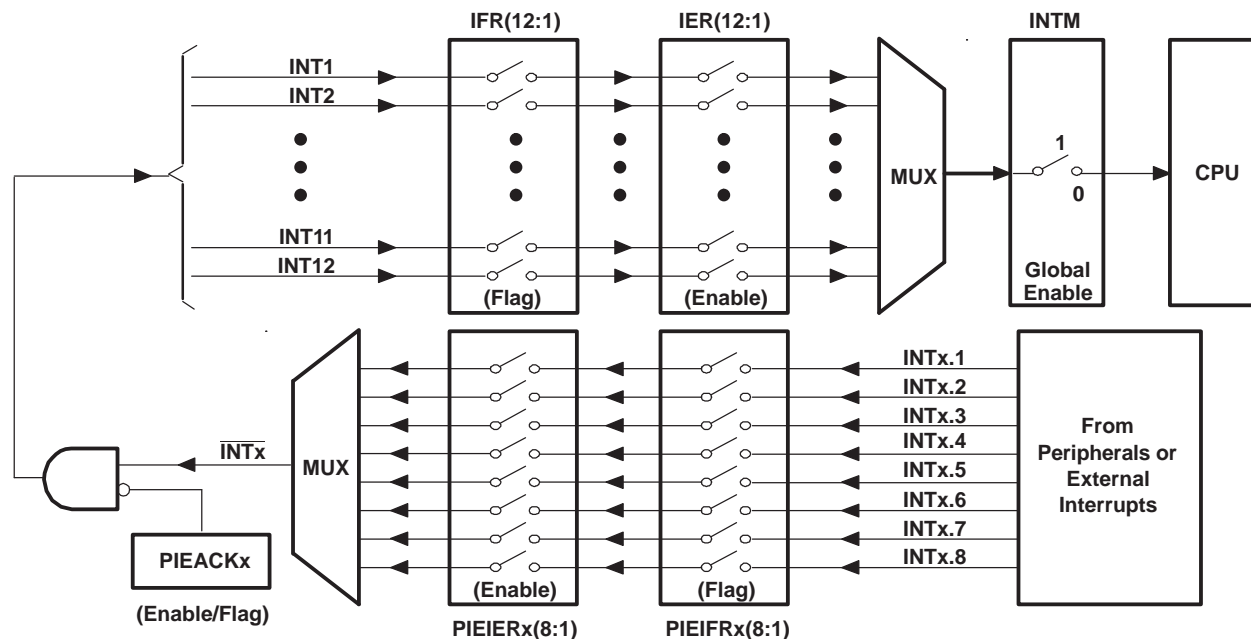 IFR(12:1)
IER(12:1)
INTM
INT1
INT2
INT11
INT12
(Flag)
(Enable)
MUX
1
0
Global
Enable
CPU
INTx.1
INTx.2
INTx.3
INTx.4
INTx.5
INTx.6
INTx.7
INTx.8
From
Peripherals or
External
Interrupts
INTx
MUX
(Enable)
(Flag)
PIEACKx
(Enable/Flag)
PIEIERx(8:1)
PIEIFRx(8:1)